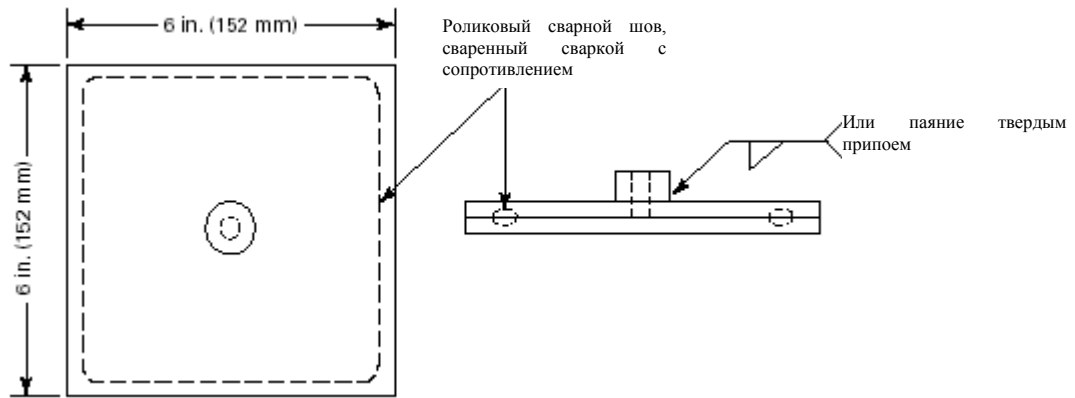 6 in. (152 mm)
Роликовый сварной шов,
сваренный сваркой с
сопротивлением
Или паяние твердым
припоем
6 in. (152 mm)